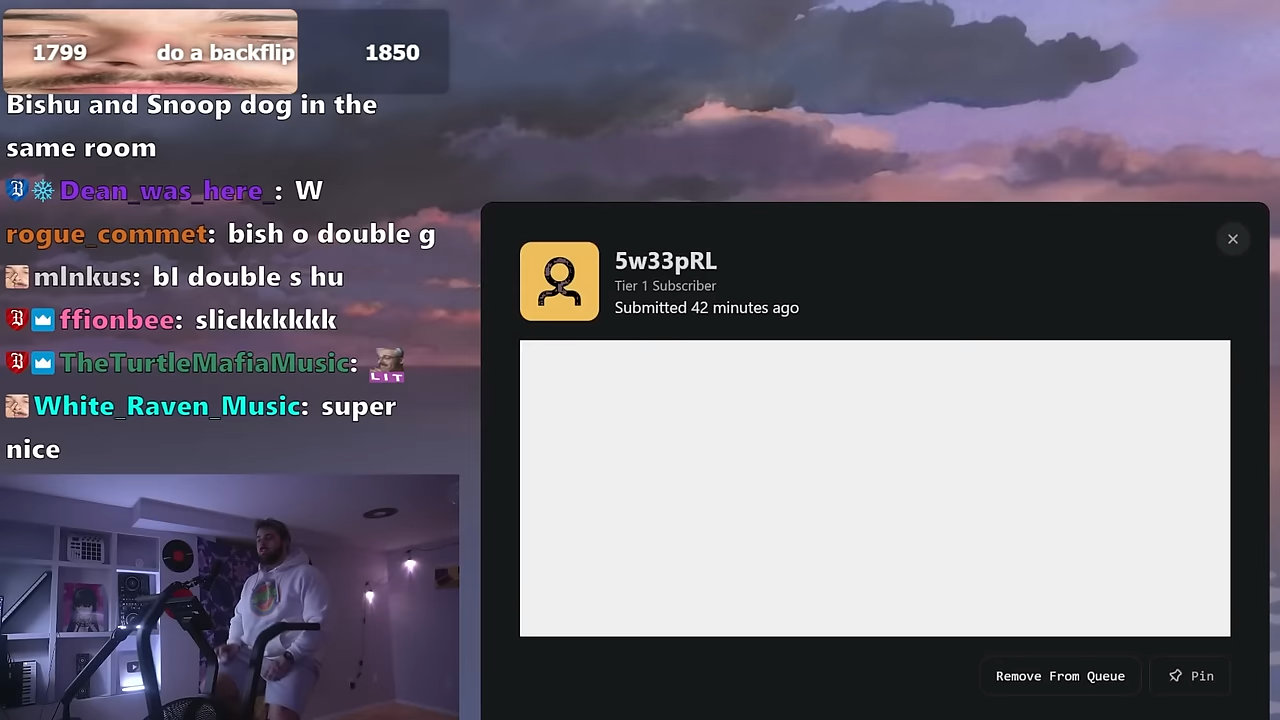 1799 do a backflip 1850
Bishu and Snoop dog in the
same room
Dean_was_here_: W
rogue_commet: bish o double g
mlnkus: bI double s hu
ffionbee: slickkkkkk
TheTurtleMafiaMusic:
LIT
White_Raven_Music: super
nice
5w33pRL
Tier 1 Subscriber
Submitted 42 minutes ago
Remove From Queue
Pin